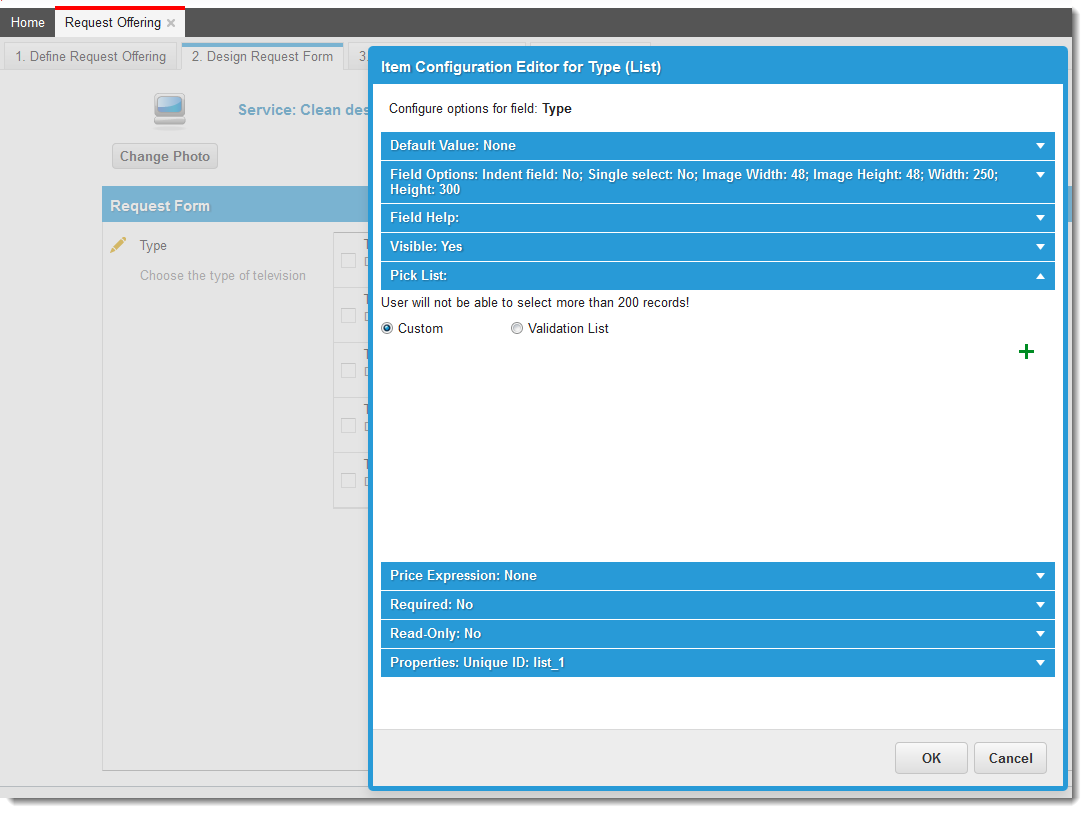 Home
Request Offering
1. Define Request Offering
2. Design Request Form
3.
Service: Clean des
Change Photo
Request Form
Type
Choose the type of television
Item Configuration Editor for Type (List)
Configure options for field: Type
Default Value: None
Field Options: Indent field: No; Single select: No; Image Width: 48; Image Height: 48; Width: 250;
Height: 300
Field Help:
Visible: Yes
Pick List:
User will not be able to select more than 200 records!
Custom
Validation List
Price Expression: None
Required: No
Read-Only: No
Properties: Unique ID: list_1
OK
Cancel